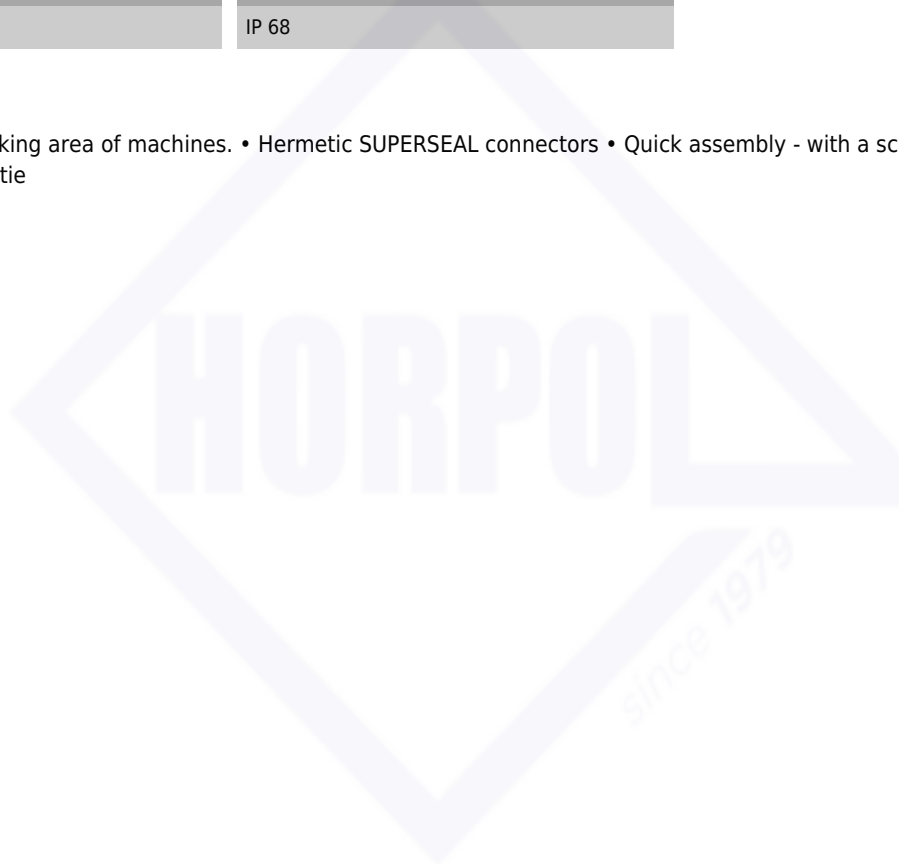 IP 68
king area of machines. • Hermetic SUPERSEAL connectors • Quick assembly - with a sc
tie
HORPOL
since 1979